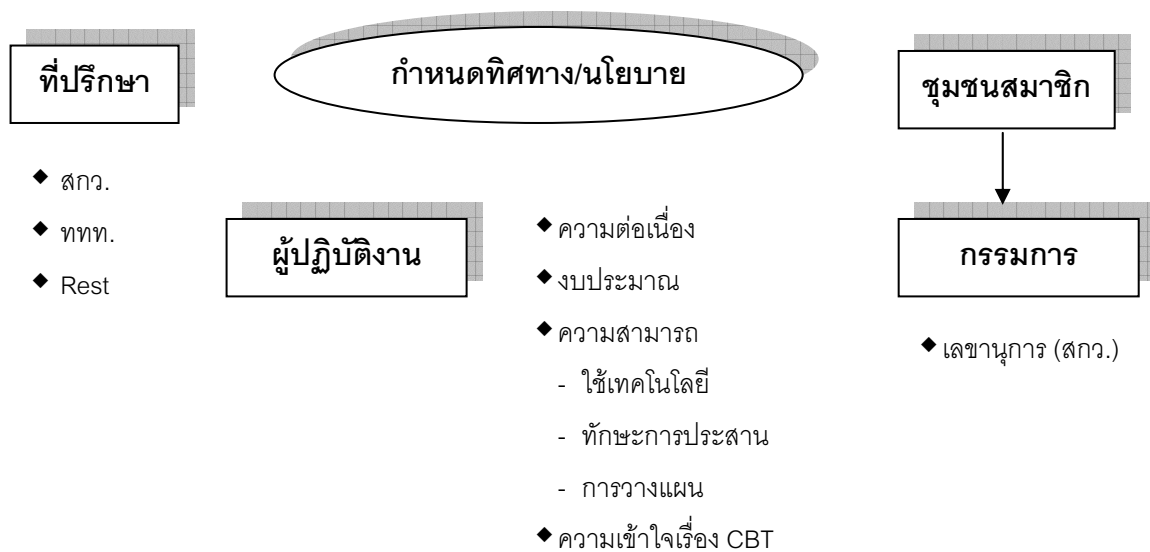 ที่ปรึกษา
กำหนดทิศทาง/นโยบาย
ชุมชนสมาชิก
◆ สกว.
◆ ททท.
◆ Rest
ผู้ปฏิบัติงาน
◆ ความต่อเนื่อง
◆ งบประมาณ
◆ ความสามารถ
- ใช้เทคโนโลยี
- ทักษะการประสาน
- การวางแผน
◆ ความเข้าใจเรื่อง CBT
กรรมการ
◆ เลขานุการ (สกว.)